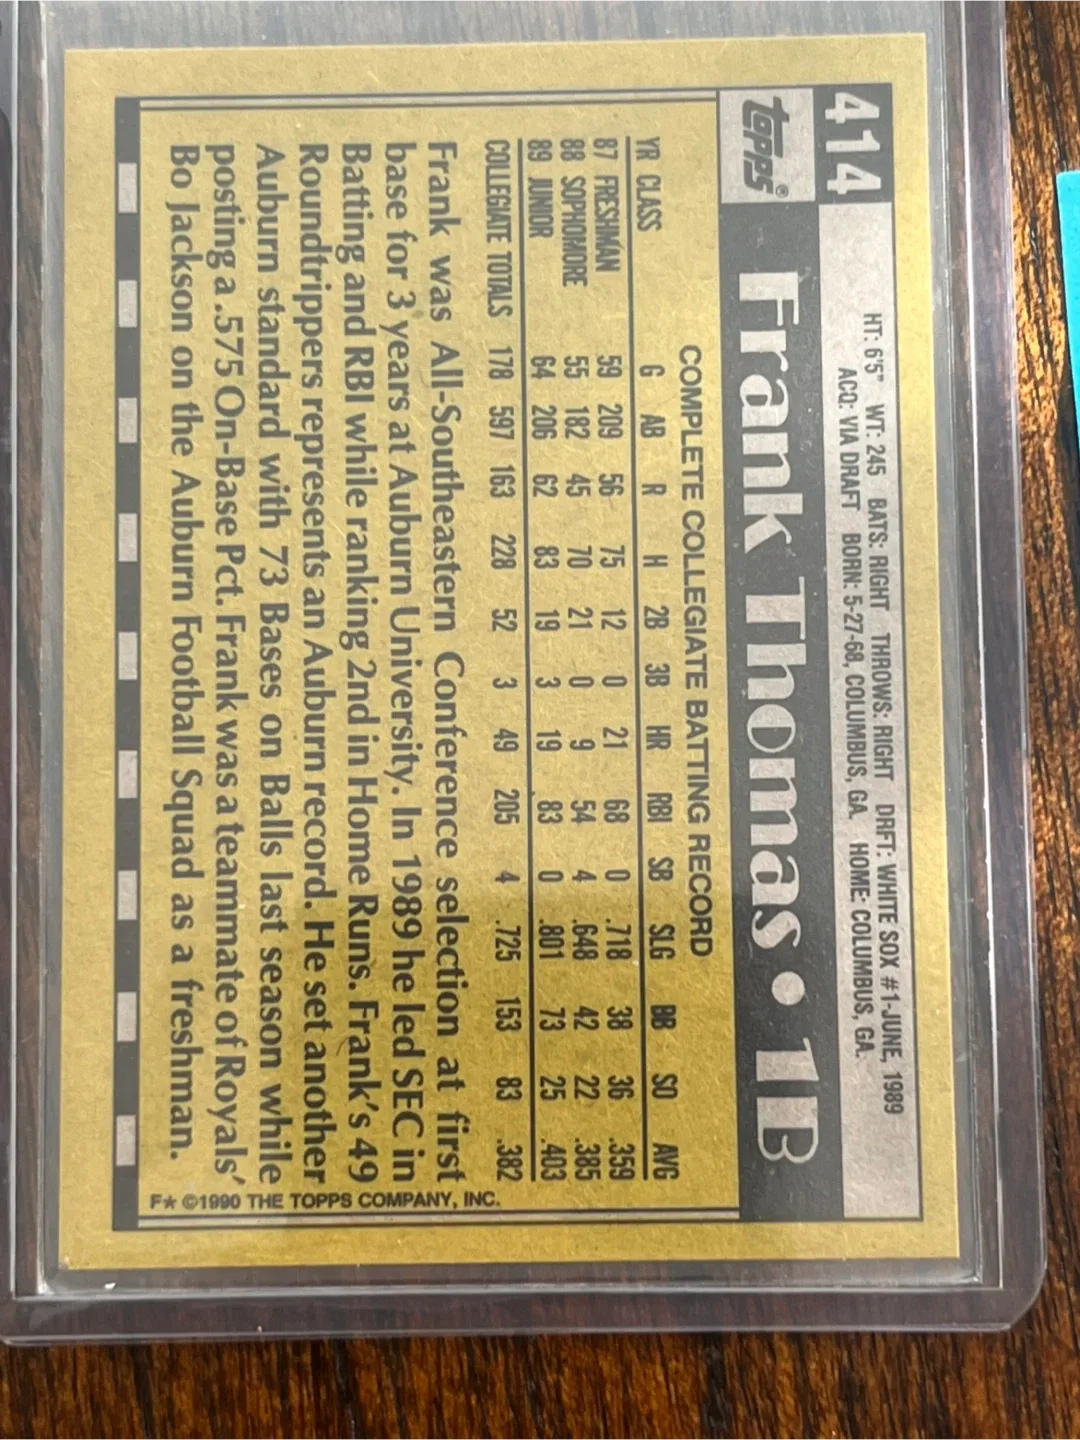 414
HT: 6'5" WT: 245 BATS: RIGHT THROWS: RIGHT DRFT: WHITE SOX #1-JUNE, 1989
ACQ: VIA DRAFT BORN: 5-27-68, COLUMBUS, GA. HOME: COLUMBUS, GA.
topps® Frank Thomas • 1B
COMPLETE COLLEGIATE BATTING RECORD
YR CLASS G AB R H 2B 3B HR RBI SB SLG BB SO AVG
87 FRESHMAN 59 209 56 75 12 0 21 68 0 .718 38 36 .359
88 SOPHOMORE 55 182 45 70 21 0 9 54 4 .648 42 22 .385
89 JUNIOR 64 206 62 83 19 3 19 83 0 .801 73 25 .403
COLLEGIATE TOTALS 178 597 163 228 52 3 49 205 4 .725 153 83 .382
Frank was All-Southeastern Conference selection at first
base for 3 years at Auburn University. In 1989 he led SEC in
Batting and RBI while ranking 2nd in Home Runs. Frank's 49
Roundtrippers represents an Auburn record. He set another
Auburn standard with 73 Bases on Balls last season while
posting a .575 On-Base Pct. Frank was a teammate of Royals'
Bo Jackson on the Auburn Football Squad as a freshman.
F★ ©1990 THE TOPPS COMPANY, INC.